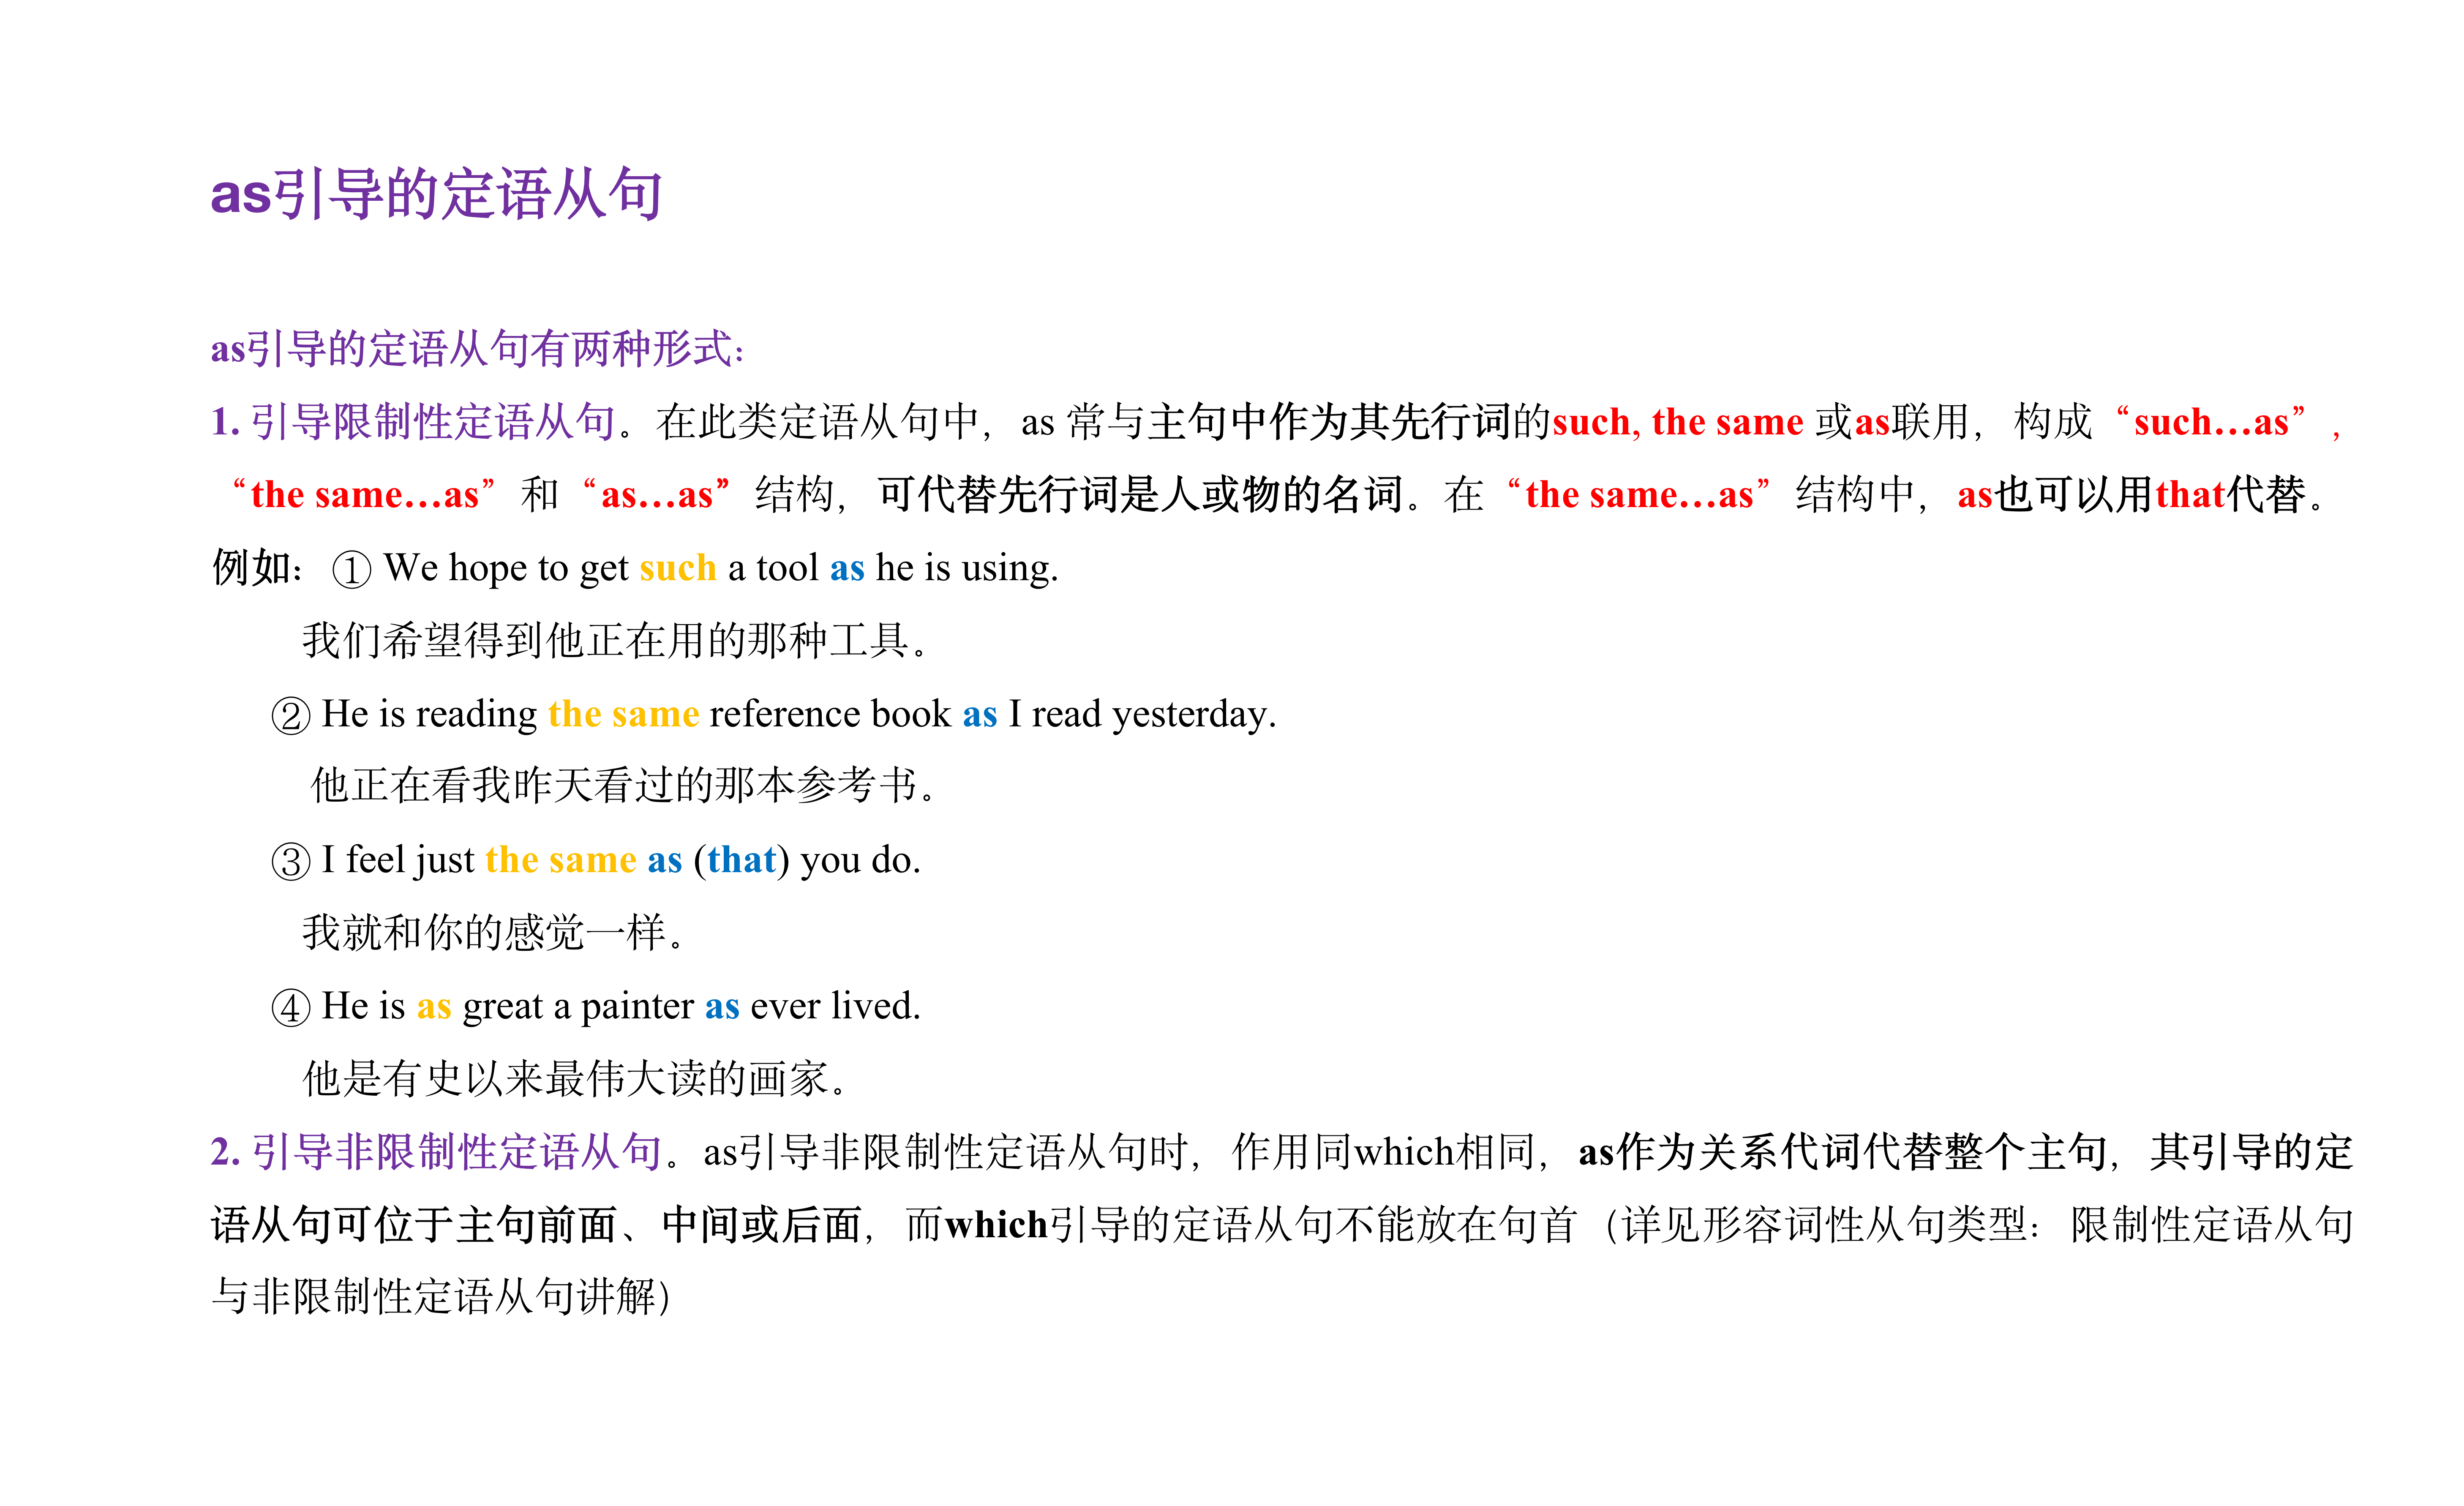 as引导的定语从句
as引导的定语从句有两种形式：
1. 引导限制性定语从句。在此类定语从句中，as 常与主句中作为其先行词的such, the same 或as联用，构成“such…as”，
“the same…as”和“as…as”结构，可代替先行词是人或物的名词。在“the same…as”结构中，as也可以用that代替。
例如：① We hope to get such a tool as he is using.
我们希望得到他正在用的那种工具。
② He is reading the same reference book as I read yesterday.
他正在看我昨天看过的那本参考书。
③ I feel just the same as (that) you do.
我就和你的感觉一样。
④ He is as great a painter as ever lived.
他是有史以来最伟大读的画家。
2. 引导非限制性定语从句。as引导非限制性定语从句时，作用同which相同，as作为关系代词代替整个主句，其引导的定
语从句可位于主句前面、中间或后面，而which引导的定语从句不能放在句首（详见形容词性从句类型：限制性定语从句
与非限制性定语从句讲解）